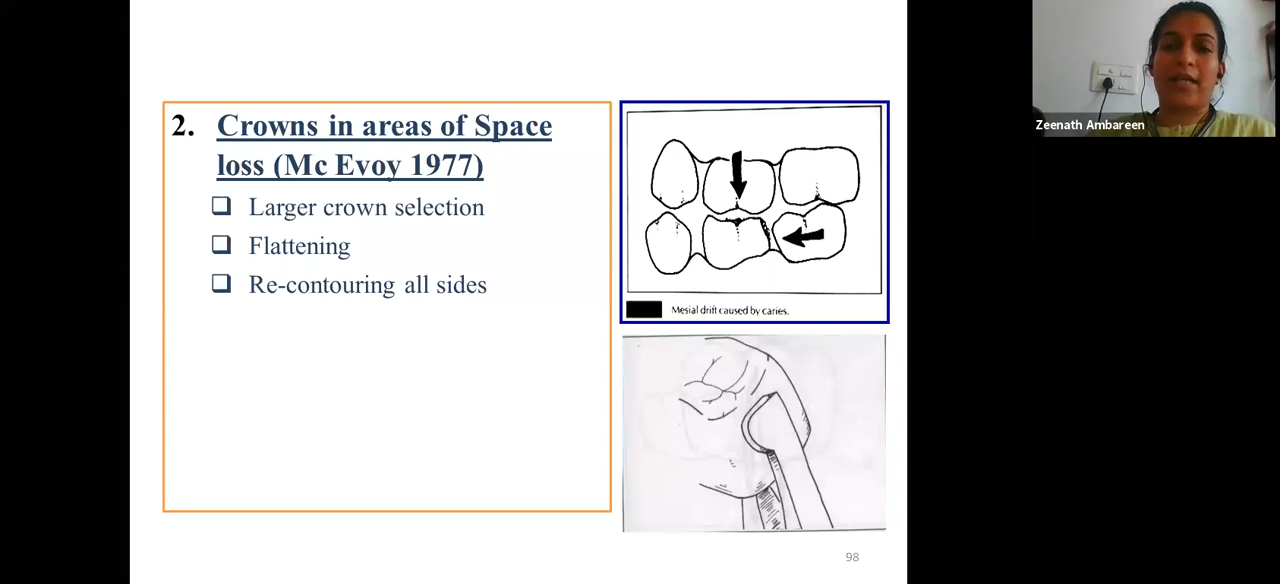 2. Crowns in areas of Space
loss (Mc Evoy 1977)
❑ Larger crown selection
❑ Flattening
❑ Re-contouring all sides
Mesial drift caused by caries.
98
Zeenath Ambareen